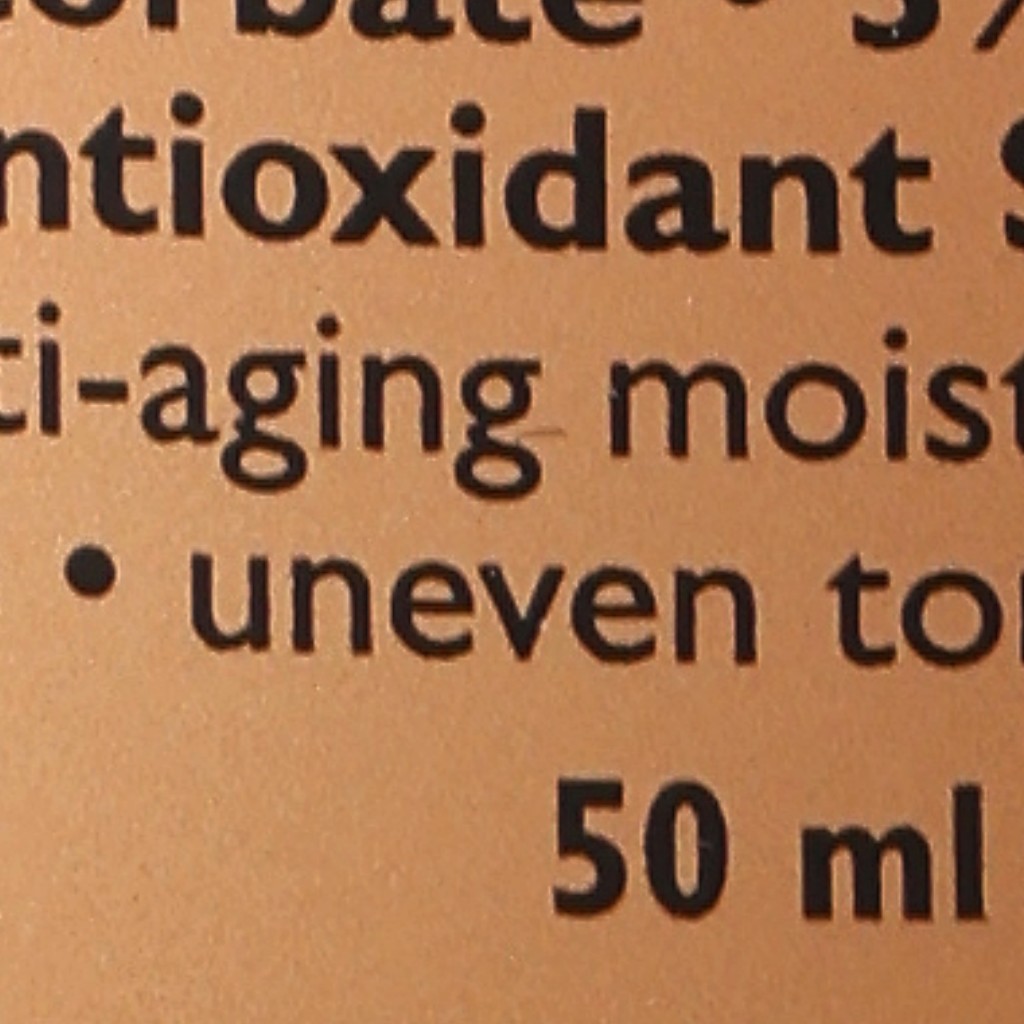 ntioxidant
ti-aging moist
• uneven to
50 ml